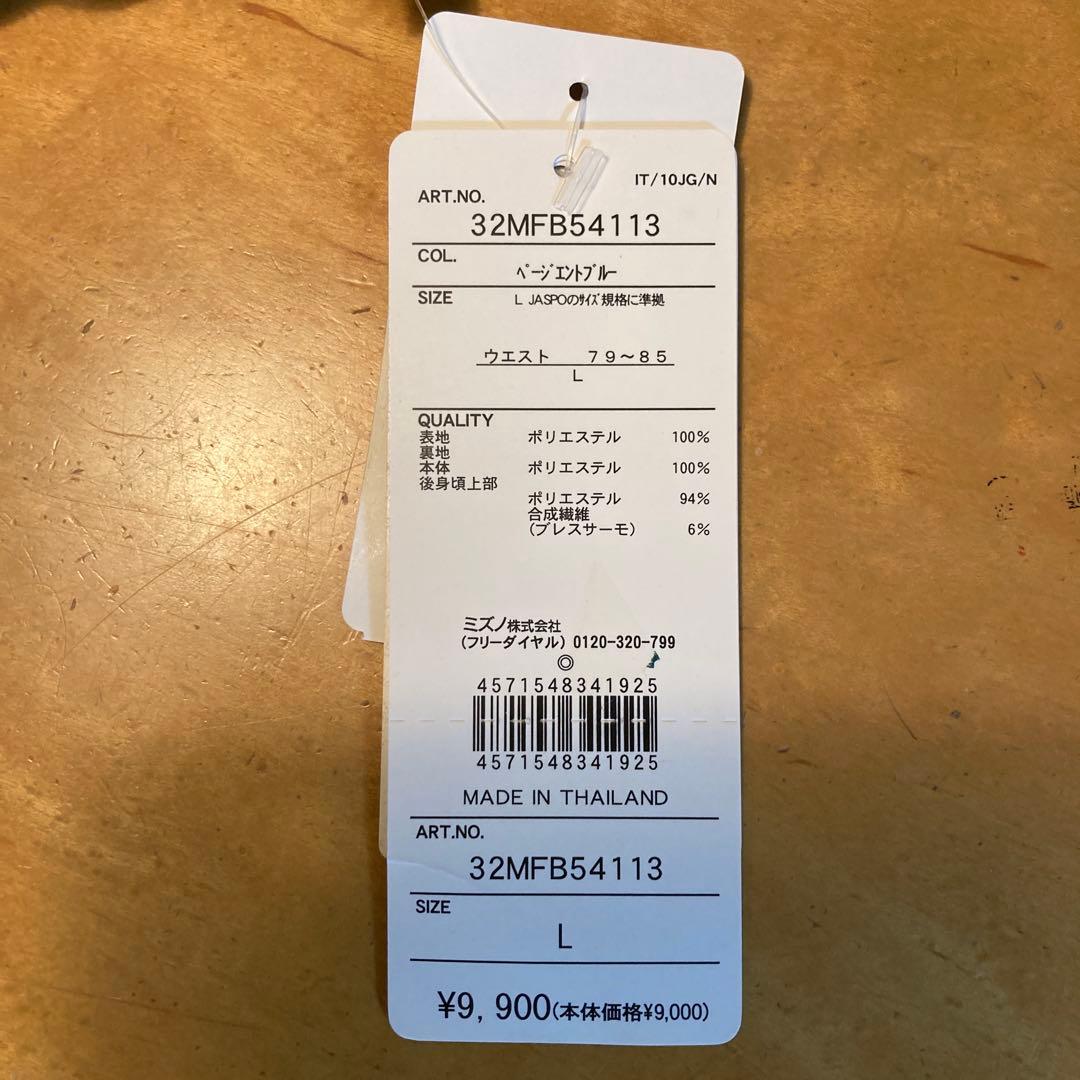 IT/10JG/N
ART.NO.
32MFB54113
COL.
ﾍﾟｰｼﾞｴﾝﾄﾌﾞﾙｰ
SIZE L JASPOのｻｲｽﾞ規格に準拠
ウエスト 79～85
L
QUALITY
表地 ポリエステル 100%
裏地
本体 ポリエステル 100%
後身頃上部
ポリエステル 94%
合成繊維
(ブレスサーモ) 6%
ミズノ株式会社
(フリーダイヤル) 0120-320-799
◎
4571548341925
4571548341925
MADE IN THAILAND
ART.NO.
32MFB54113
SIZE
L
¥9,900(本体価格¥9,000)